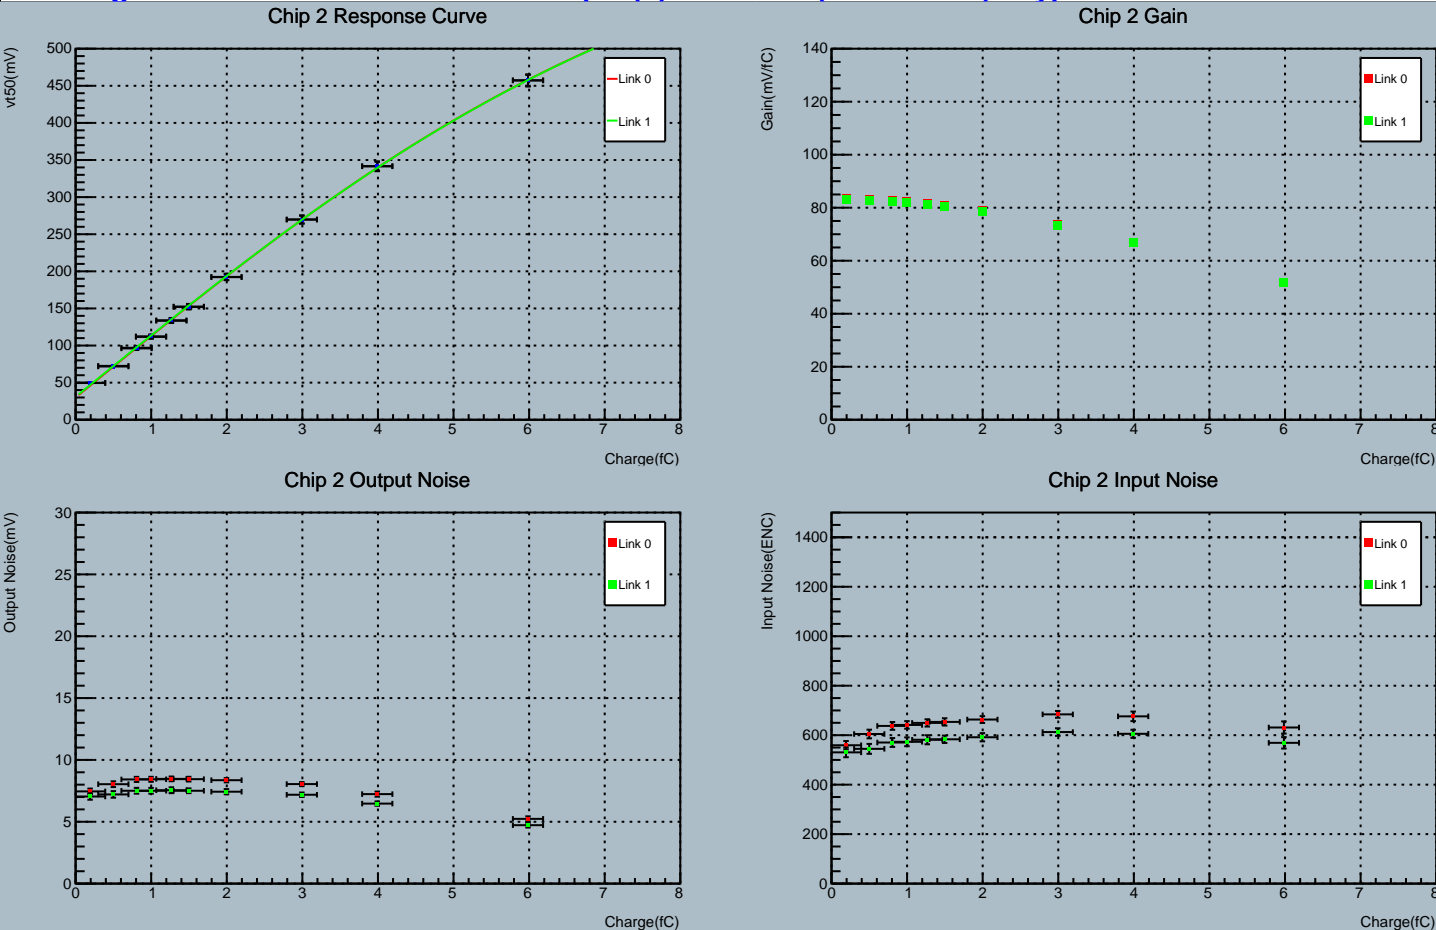 Chip 2 Response Curve
vt50(mV)
500
450
400
350
300
250
200
150
100
50
0
0 1 2 3 4 5 6 7 8
Charge(fC)
Link 0
Link 1
Chip 2 Gain
Gain(mV/fC)
140
120
100
80
60
40
20
0
0 1 2 3 4 5 6 7 8
Charge(fC)
Link 0
Link 1
Chip 2 Output Noise
Output Noise(mV)
30
25
20
15
10
5
0
0 1 2 3 4 5 6 7 8
Charge(fC)
Link 0
Link 1
Chip 2 Input Noise
Input Noise(ENC)
1400
1200
1000
800
600
400
200
0
0 1 2 3 4 5 6 7 8
Charge(fC)
Link 0
Link 1